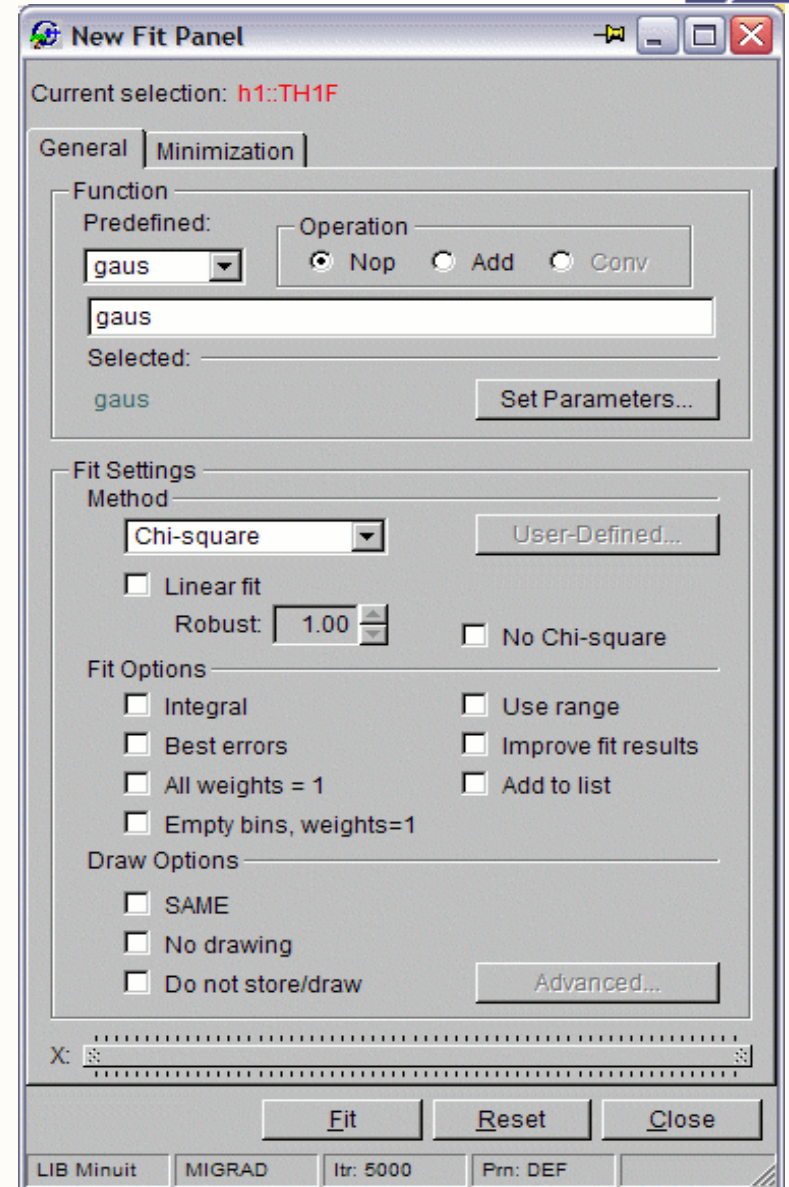 New Fit Panel
Current selection: h1::TH1F
General Minimization
Function
Predefined: Operation
gaus Nop Add Conv
gaus
Selected:
gaus Set Parameters...
Fit Settings
Method
Chi-square User-Defined...
Linear fit
Robust: 1.00 No Chi-square
Fit Options
Integral Use range
Best errors Improve fit results
All weights = 1 Add to list
Empty bins, weights=1
Draw Options
SAME
No drawing
Do not store/draw Advanced...
X:
Fit Reset Close
LIB Minuit MIGRAD Itr: 5000 Prn: DEF